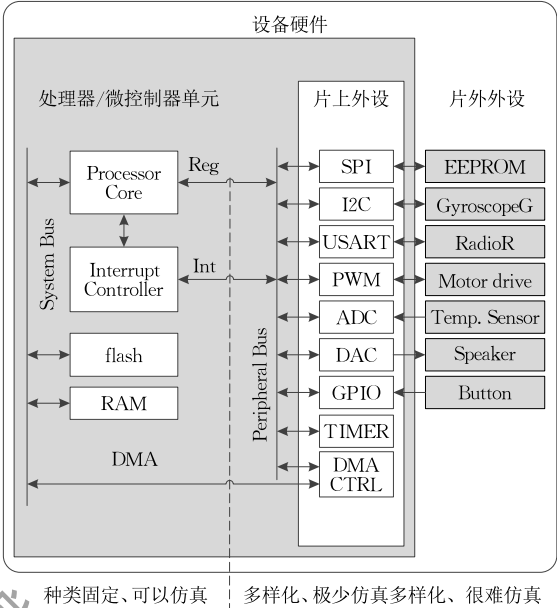 设备硬件
处理器/微控制器单元
片上外设
片外外设
Processor
Core
Reg
System Bus
Interrupt
Controller
Int
flash
RAM
DMA
Peripheral Bus
SPI
EEPROM
I2C
GyroscopeG
USART
RadioR
PWM
Motor drive
ADC
Temp. Sensor
DAC
Speaker
GPIO
Button
TIMER
DMA
CTRL
种类固定、可以仿真
多样化、极少仿真多样化、很难仿真